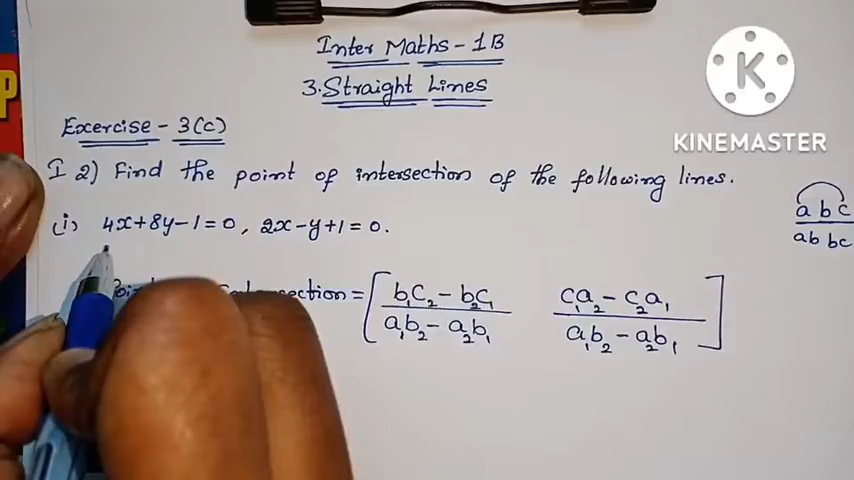 Inter Maths - 1B
3. Straight Lines
K
KINEMASTER
Exercise - 3(c)
I 2) Find the point of intersection of the following lines.
(i) 4x+8y-1=0, 2x-y+1=0.
a b c
ab bc
section = [ b₁c₂ - b₂c₁ / a₁b₂ - a₂b₁    c₁a₂ - c₂a₁ / a₁b₂ - a₂b₁ ]